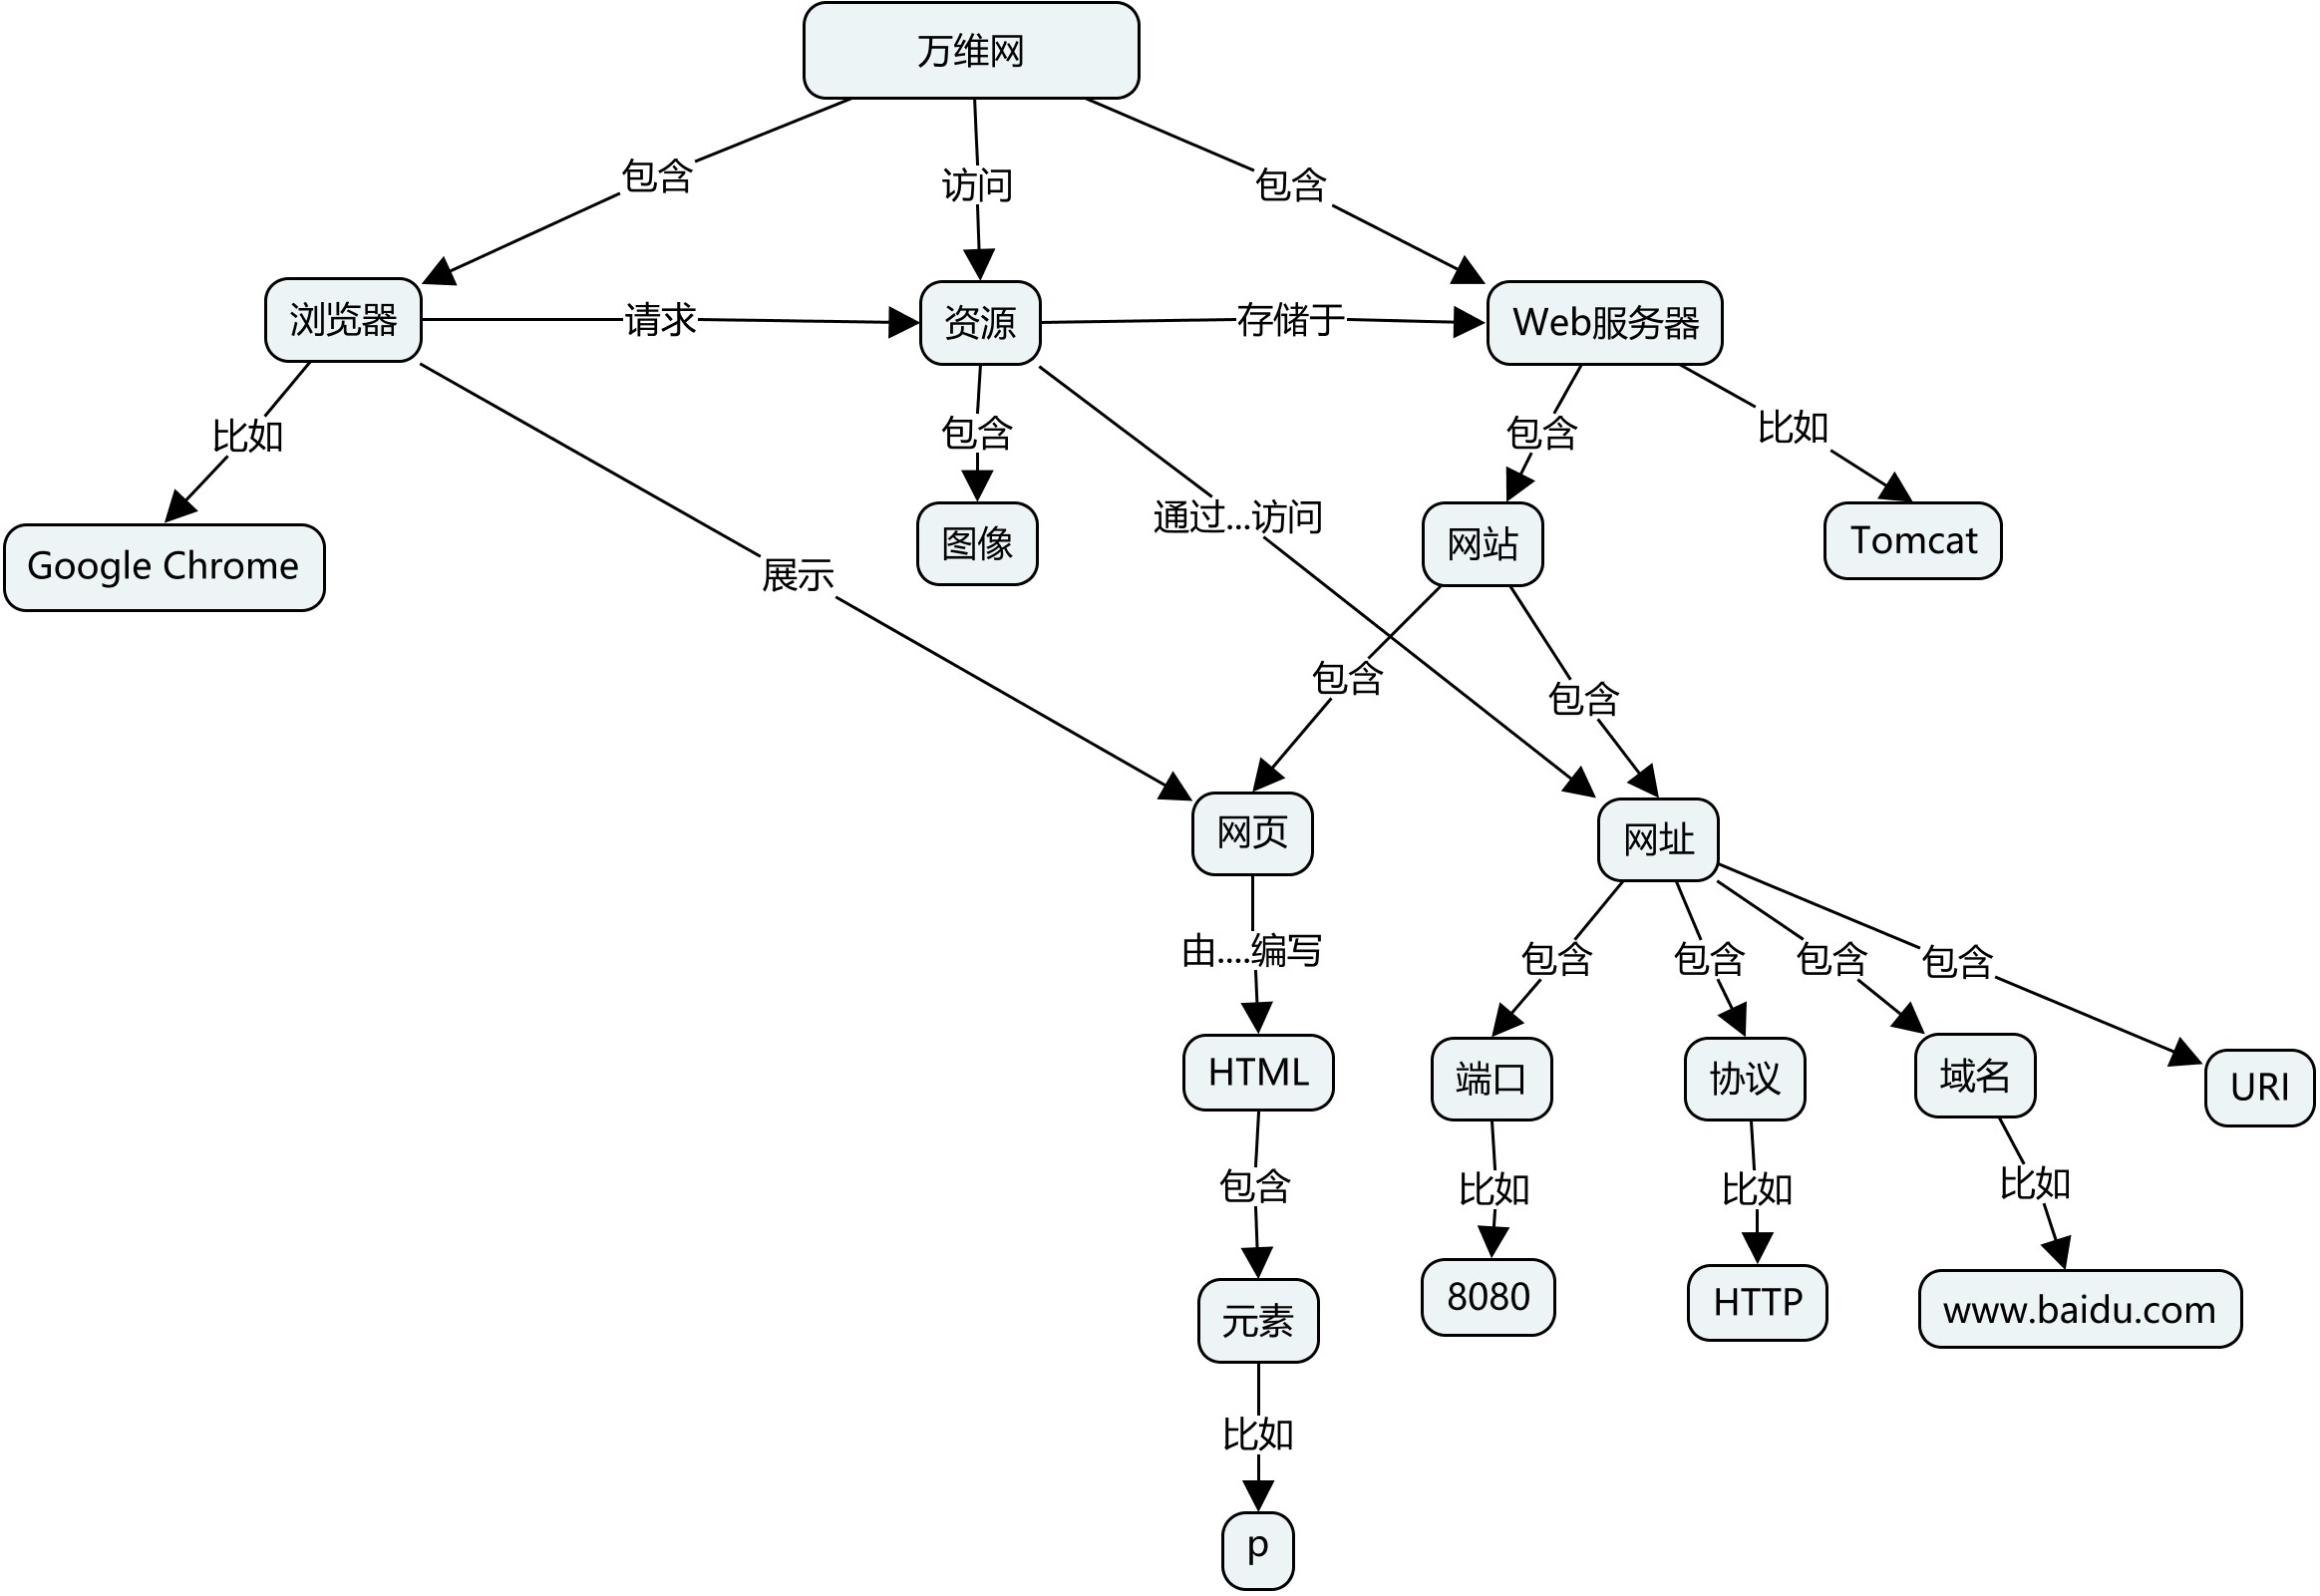 万维网
包含
访问
包含
浏览器
请求
资源
存储于
Web服务器
比如
包含
包含
比如
Google Chrome
展示
图像
通过...访问
网站
Tomcat
包含
包含
网页
网址
由....编写
包含
包含
包含
包含
HTML
端口
协议
域名
URI
包含
比如
比如
比如
元素
8080
HTTP
www.baidu.com
比如
p